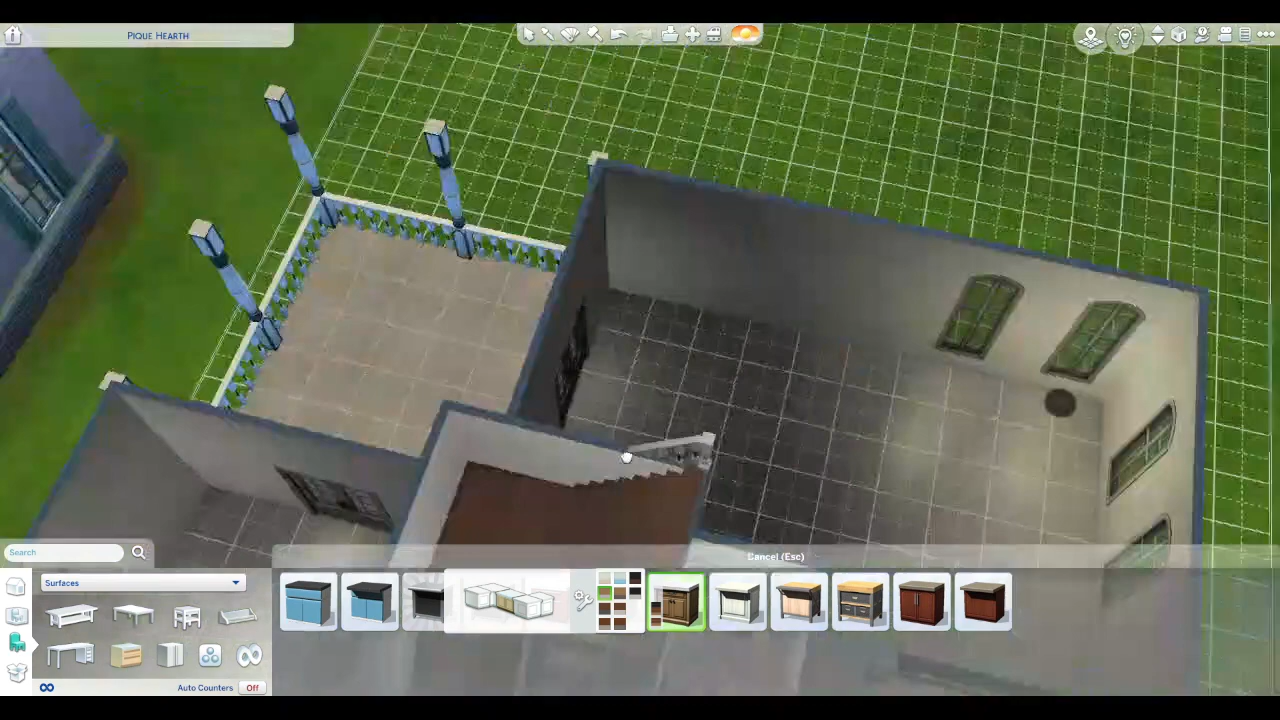 PIQUE HEARTH
Cancel (Esc)
Search
Surfaces
Auto Counters Off